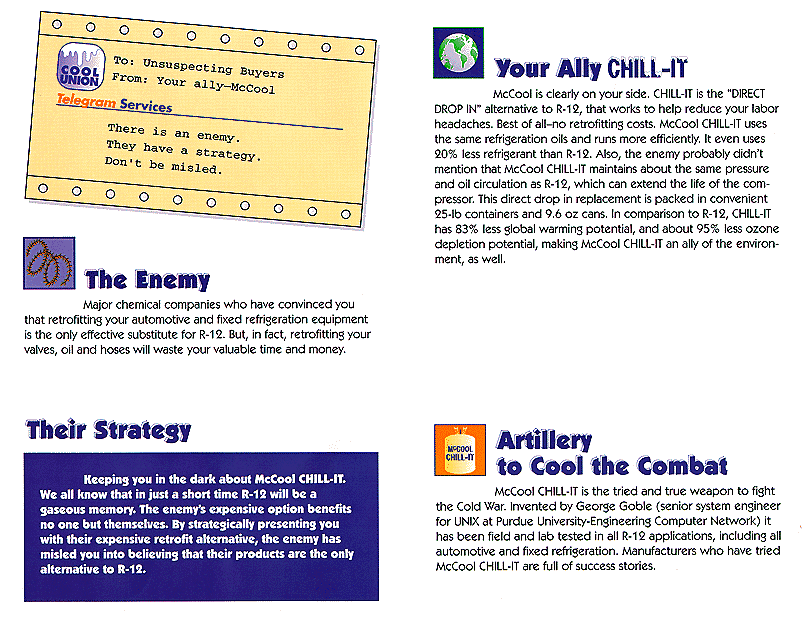 COOL
UNION
To: Unsuspecting Buyers
From: Your ally—McCool
Telegram Services
There is an enemy.
They have a strategy.
Don't be misled.
The Enemy
Major chemical companies who have convinced you
that retrofitting your automotive and fixed refrigeration equipment
is the only effective substitute for R-12. But, in fact, retrofitting your
valves, oil and hoses will waste your valuable time and money.
Their Strategy
Keeping you in the dark about McCool CHILL-IT.
We all know that in just a short time R-12 will be a
gaseous memory. The enemy's expensive option benefits
no one but themselves. By strategically presenting you
with their expensive retrofit alternative, the enemy has
misled you into believing that their products are the only
alternative to R-12.
Your Ally CHILL-IT
McCool is clearly on your side. CHILL-IT is the "DIRECT
DROP IN" alternative to R-12, that works to help reduce your labor
headaches. Best of all–no retrofitting costs. McCool CHILL-IT uses
the same refrigeration oils and runs more efficiently. It even uses
20% less refrigerant than R-12. Also, the enemy probably didn't
mention that McCool CHILL-IT maintains about the same pressure
and oil circulation as R-12, which can extend the life of the com-
pressor. This direct drop in replacement is packed in convenient
25-lb containers and 9.6 oz cans. In comparison to R-12, CHILL-IT
has 83% less global warming potential, and about 95% less ozone
depletion potential, making McCool CHILL-IT an ally of the environ-
ment, as well.
McCOOL
CHILL-IT
Artillery
to Cool the Combat
McCool CHILL-IT is the tried and true weapon to fight
the Cold War. Invented by George Goble (senior system engineer
for UNIX at Purdue University-Engineering Computer Network) it
has been field and lab tested in all R-12 applications, including all
automotive and fixed refrigeration. Manufacturers who have tried
McCool CHILL-IT are full of success stories.